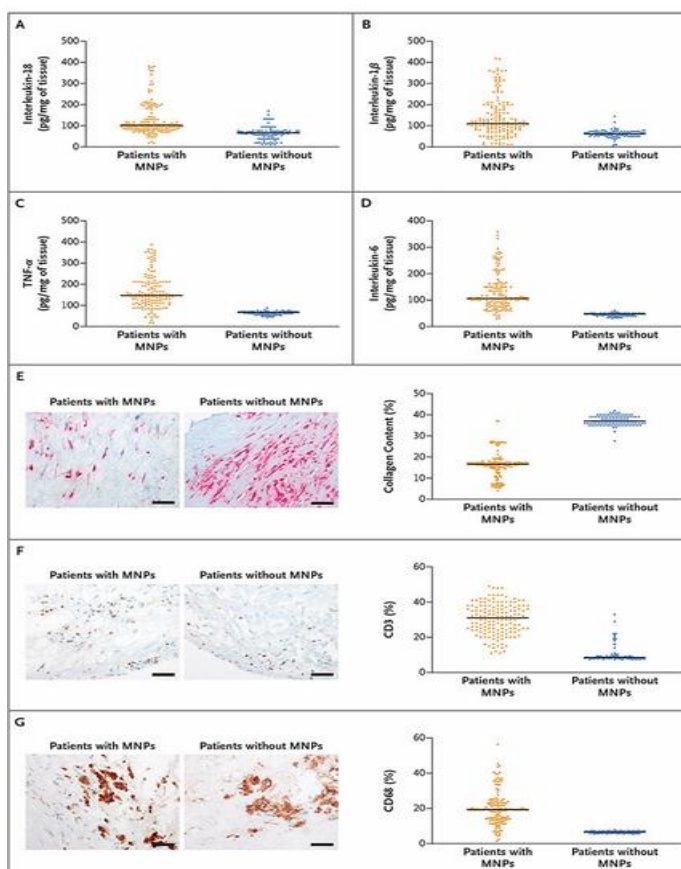 A
Interleukin-18
(pg/mg of tissue)
500
400
300
200
100
0
Patients with
MNPs
Patients without
MNPs
B
Interleukin-1β
(pg/mg of tissue)
500
400
300
200
100
0
Patients with
MNPs
Patients without
MNPs
C
TNF-α
(pg/mg of tissue)
500
400
300
200
100
0
Patients with
MNPs
Patients without
MNPs
D
Interleukin-6
(pg/mg of tissue)
400
300
200
100
0
Patients with
MNPs
Patients without
MNPs
E
Patients with MNPs
Patients without MNPs
Collagen Content (%)
50
40
30
20
10
0
Patients with
MNPs
Patients without
MNPs
F
Patients with MNPs
Patients without MNPs
CD3 (%)
60
40
20
0
Patients with
MNPs
Patients without
MNPs
G
Patients with MNPs
Patients without MNPs
CD68 (%)
60
40
20
0
Patients with
MNPs
Patients without
MNPs